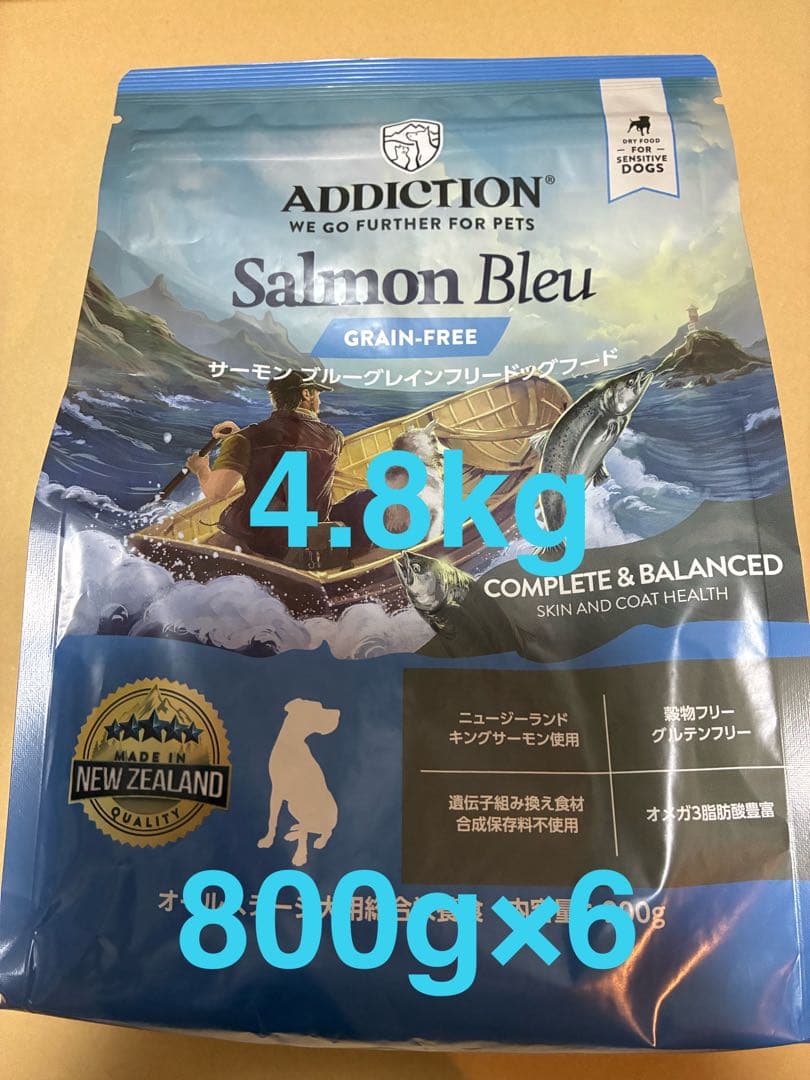 DRY FOOD
FOR
SENSITIVE
DOGS
ADDICTION®
WE GO FURTHER FOR PETS
Salmon Bleu
GRAIN-FREE
サーモン ブルーグレインフリードッグフード
4.8kg
COMPLETE & BALANCED
SKIN AND COAT HEALTH
ニュージーランド
キングサーモン使用
穀物フリー
グルテンフリー
MADE IN
NEW ZEALAND
QUALITY
遺伝子組み換え食材
合成保存料不使用
オメガ3脂肪酸豊富
800g×6